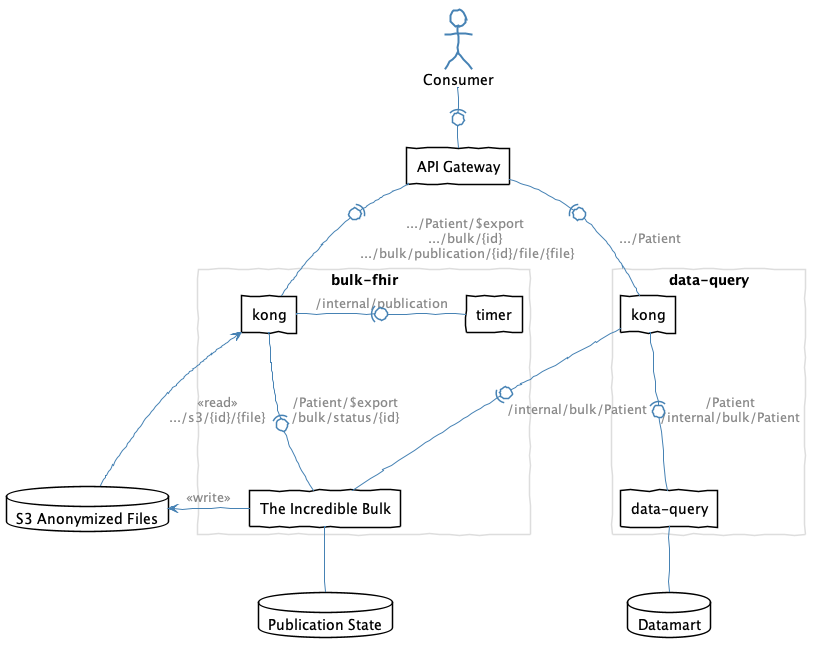 Consumer
API Gateway
.../Patient/$export
.../bulk/{id}
.../bulk/publication/{id}/file/{file}
.../Patient
bulk-fhir
data-query
/internal/publication
kong
timer
kong
«read»
.../s3/{id}/{file}
/Patient/$export
/bulk/status/{id}
/internal/bulk/Patient
/Patient
/internal/bulk/Patient
«write»
S3 Anonymized Files
The Incredible Bulk
data-query
Publication State
Datamart